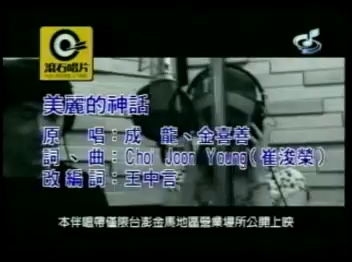 滾石唱片
美麗的神話
原 唱：成 龍、金喜善
詞、曲：Choi Joon Young(崔浚榮)
改編詞：王中言
本伴唱帶僅限台澎金馬地區營業場所公開上映